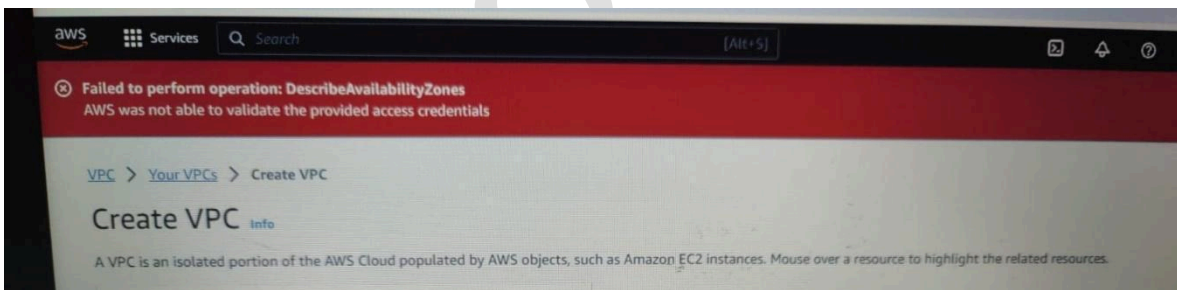 aws Services Search [Alt+S]
Failed to perform operation: DescribeAvailabilityZones
AWS was not able to validate the provided access credentials
VPC > Your VPCs > Create VPC
Create VPC Info
A VPC is an isolated portion of the AWS Cloud populated by AWS objects, such as Amazon EC2 instances. Mouse over a resource to highlight the related resources.